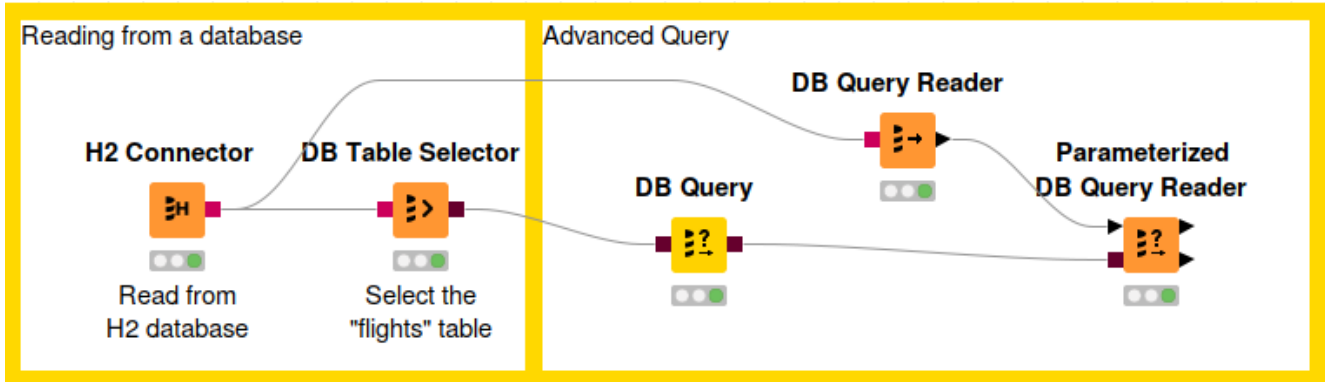 Reading from a database
Advanced Query
DB Query Reader
H2 Connector
DB Table Selector
Parameterized
DB Query Reader
DB Query
H
?
?
Read from
H2 database
Select the
"flights" table